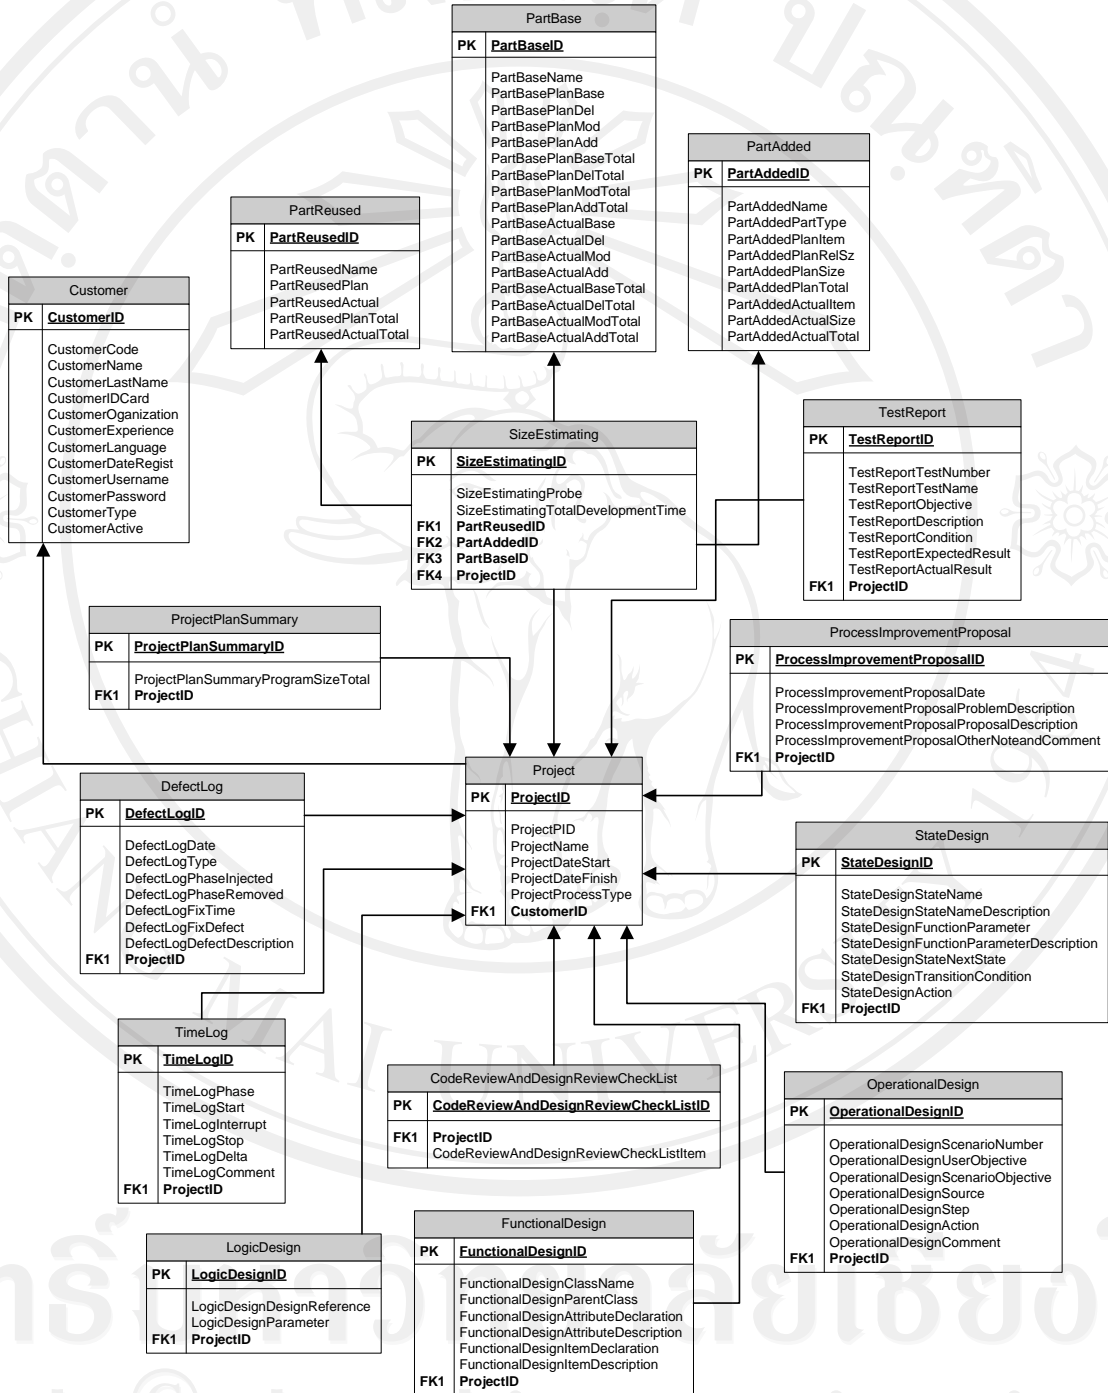 PartBase
PK PartBaseID
PartBaseName
PartBasePlanBase
PartBasePlanDel
PartBasePlanMod
PartBasePlanAdd
PartBasePlanBaseTotal
PartBasePlanDelTotal
PartBasePlanModTotal
PartBasePlanAddTotal
PartBaseActualBase
PartBaseActualDel
PartBaseActualMod
PartBaseActualAdd
PartBaseActualBaseTotal
PartBaseActualDelTotal
PartBaseActualModTotal
PartBaseActualAddTotal
PartAdded
PK PartAddedID
PartAddedName
PartAddedPartType
PartAddedPlanItem
PartAddedPlanRelSz
PartAddedPlanSize
PartAddedPlanTotal
PartAddedActualItem
PartAddedActualSize
PartAddedActualTotal
PartReused
PK PartReusedID
PartReusedName
PartReusedPlan
PartReusedActual
PartReusedPlanTotal
PartReusedActualTotal
Customer
PK CustomerID
CustomerCode
CustomerName
CustomerLastName
CustomerIDCard
CustomerOganization
CustomerExperience
CustomerLanguage
CustomerDateRegist
CustomerUsername
CustomerPassword
CustomerType
CustomerActive
SizeEstimating
PK SizeEstimatingID
SizeEstimatingProbe
SizeEstimatingTotalDevelopmentTime
FK1 PartReusedID
FK2 PartAddedID
FK3 PartBaseID
FK4 ProjectID
TestReport
PK TestReportID
TestReportTestNumber
TestReportTestName
TestReportObjective
TestReportDescription
TestReportCondition
TestReportExpectedResult
TestReportActualResult
FK1 ProjectID
ProjectPlanSummary
PK ProjectPlanSummaryID
ProjectPlanSummaryProgramSizeTotal
FK1 ProjectID
ProcessImprovementProposal
PK ProcessImprovementProposalID
ProcessImprovementProposalDate
ProcessImprovementProposalProblemDescription
ProcessImprovementProposalProposalDescription
ProcessImprovementProposalOtherNoteandComment
FK1 ProjectID
Project
PK ProjectID
ProjectPID
ProjectName
ProjectDateStart
ProjectDateFinish
ProjectProcessType
FK1 CustomerID
DefectLog
PK DefectLogID
DefectLogDate
DefectLogType
DefectLogPhaseInjected
DefectLogPhaseRemoved
DefectLogFixTime
DefectLogFixDefect
DefectLogDefectDescription
FK1 ProjectID
StateDesign
PK StateDesignID
StateDesignStateName
StateDesignStateNameDescription
StateDesignFunctionParameter
StateDesignFunctionParameterDescription
StateDesignStateNextState
StateDesignTransitionCondition
StateDesignAction
FK1 ProjectID
TimeLog
PK TimeLogID
TimeLogPhase
TimeLogStart
TimeLogInterrupt
TimeLogStop
TimeLogDelta
TimeLogComment
FK1 ProjectID
CodeReviewAndDesignReviewCheckList
PK CodeReviewAndDesignReviewCheckListID
FK1 ProjectID
CodeReviewAndDesignReviewCheckListItem
OperationalDesign
PK OperationalDesignID
OperationalDesignScenarioNumber
OperationalDesignUserObjective
OperationalDesignScenarioObjective
OperationalDesignSource
OperationalDesignStep
OperationalDesignAction
OperationalDesignComment
FK1 ProjectID
LogicDesign
PK LogicDesignID
LogicDesignDesignReference
LogicDesignParameter
FK1 ProjectID
FunctionalDesign
PK FunctionalDesignID
FunctionalDesignClassName
FunctionalDesignParentClass
FunctionalDesignAttributeDeclaration
FunctionalDesignAttributeDescription
FunctionalDesignItemDeclaration
FunctionalDesignItemDescription
FK1 ProjectID
CHIANG MAI UNIVERS
1964